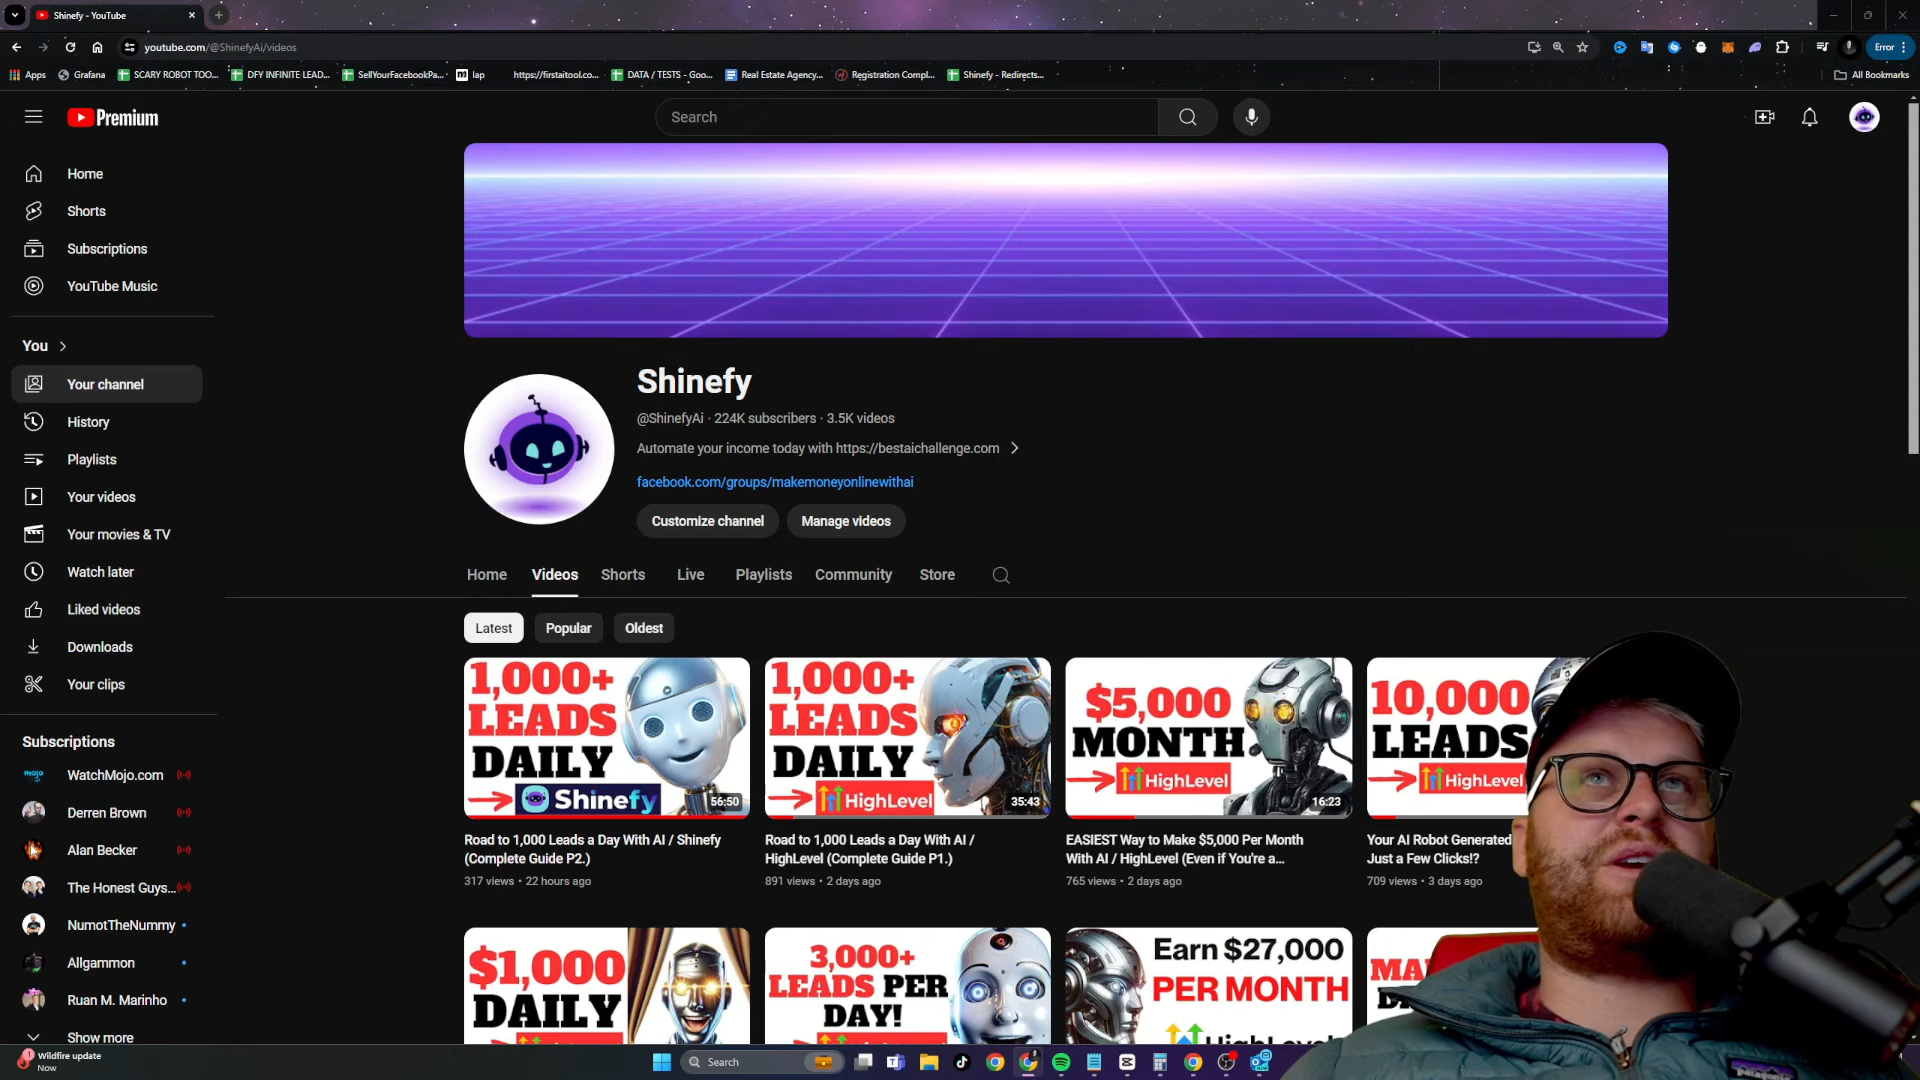 Shinefy - YouTube
youtube.com/@ShinefyAi/videos
Error
Apps
Grafana
SCARY ROBOT TOO...
DFY INFINITE LEAD...
SellYourFacebookPa...
lap
https://firstaitool.co...
DATA / TESTS - Goo...
Real Estate Agency...
Registration Compl...
Shinefy - Redirects...
All Bookmarks
Premium
Search
Home
Shorts
Subscriptions
YouTube Music
You
Your channel
History
Playlists
Your videos
Your movies & TV
Watch later
Liked videos
Downloads
Your clips
Subscriptions
WatchMojo.com
Derren Brown
Alan Becker
The Honest Guys...
NumotTheNummy
Allgammon
Ruan M. Marinho
Show more
Shinefy
@ShinefyAi · 224K subscribers · 3.5K videos
Automate your income today with https://bestaichallenge.com
facebook.com/groups/makemoneyonlinewithai
Customize channel
Manage videos
Home
Videos
Shorts
Live
Playlists
Community
Store
Latest
Popular
Oldest
1,000+
LEADS
DAILY
Shinefy
56:50
Road to 1,000 Leads a Day With AI / Shinefy
(Complete Guide P2.)
317 views · 22 hours ago
1,000+
LEADS
DAILY
HighLevel
35:43
Road to 1,000 Leads a Day With AI /
HighLevel (Complete Guide P1.)
891 views · 2 days ago
$5,000
MONTH
HighLevel
16:23
EASIEST Way to Make $5,000 Per Month
With AI / HighLevel (Even if You're a...
765 views · 2 days ago
10,000
LEADS
HighLevel
Your AI Robot Generated
Just a Few Clicks!?
709 views · 3 days ago
$1,000
DAILY
3,000+
LEADS PER
DAY!
Earn $27,000
PER MONTH
HighLevel
patagonia
1
Wildfire update
Now
Search